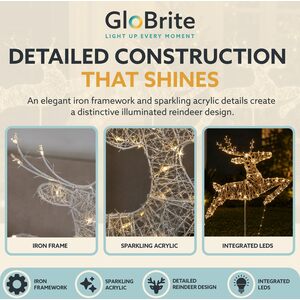 GloBrite
LIGHT UP EVERY MOMENT
DETAILED CONSTRUCTION
THAT SHINES
An elegant iron framework and sparkling acrylic details create
a distinctive illuminated reindeer design.
IRON FRAME
SPARKLING ACRYLIC
INTEGRATED LEDS
IRON
FRAMEWORK
SPARKLING
ACRYLIC
DETAILED
REINDEER DESIGN
INTEGRATED
LEDS